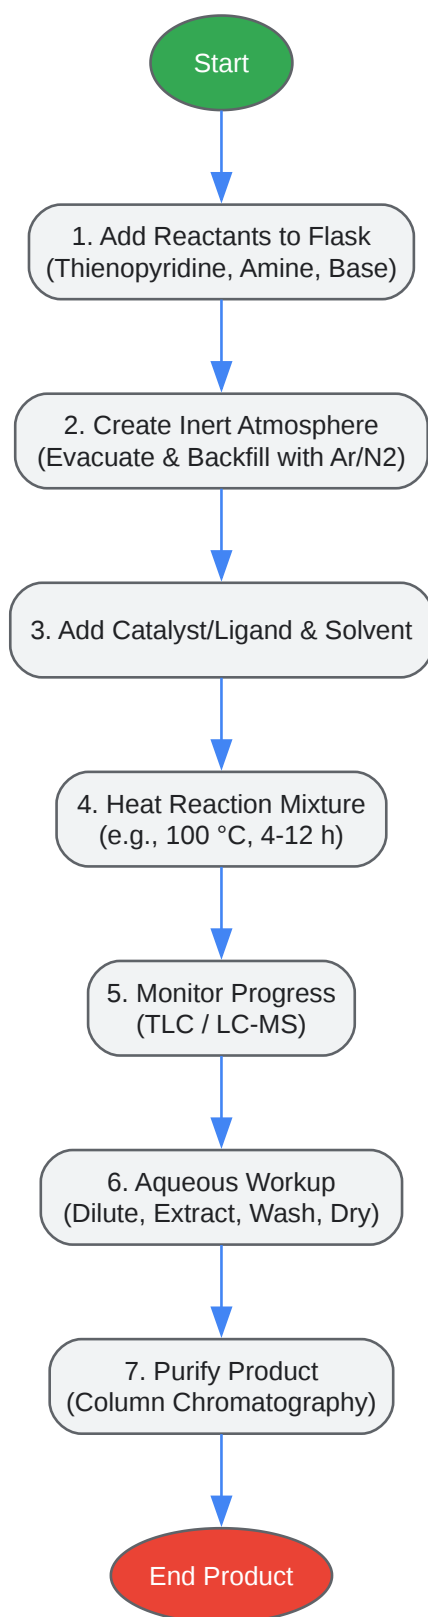 Start
1. Add Reactants to Flask
(Thienopyridine, Amine, Base)
2. Create Inert Atmosphere
(Evacuate & Backfill with Ar/N2)
3. Add Catalyst/Ligand & Solvent
4. Heat Reaction Mixture
(e.g., 100 °C, 4-12 h)
5. Monitor Progress
(TLC / LC-MS)
6. Aqueous Workup
(Dilute, Extract, Wash, Dry)
7. Purify Product
(Column Chromatography)
End Product